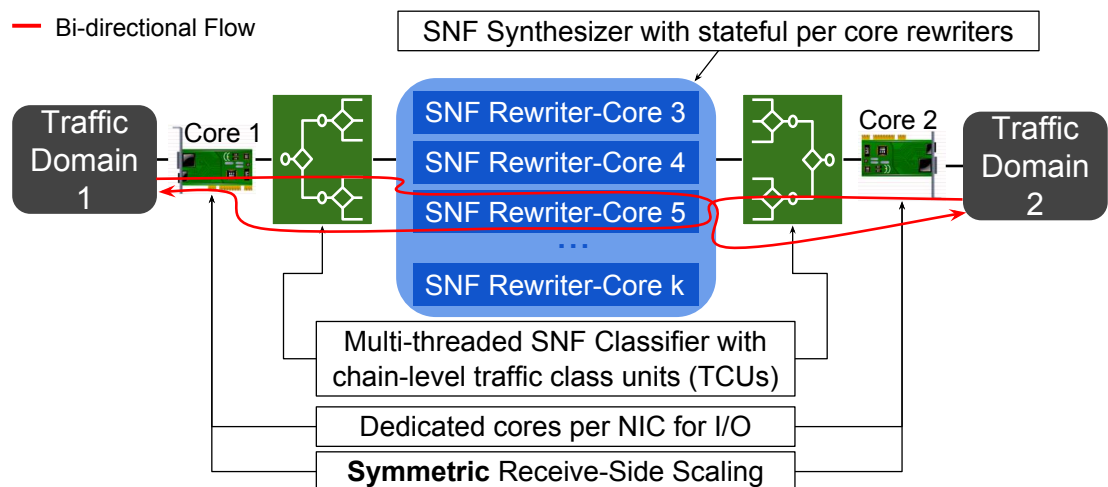 Bi-directional Flow
SNF Synthesizer with stateful per core rewriters
Traffic
Domain
1
Core 1
SNF Rewriter-Core 3
SNF Rewriter-Core 4
SNF Rewriter-Core 5
...
SNF Rewriter-Core k
Core 2
Traffic
Domain
2
Multi-threaded SNF Classifier with
chain-level traffic class units (TCUs)
Dedicated cores per NIC for I/O
Symmetric Receive-Side Scaling